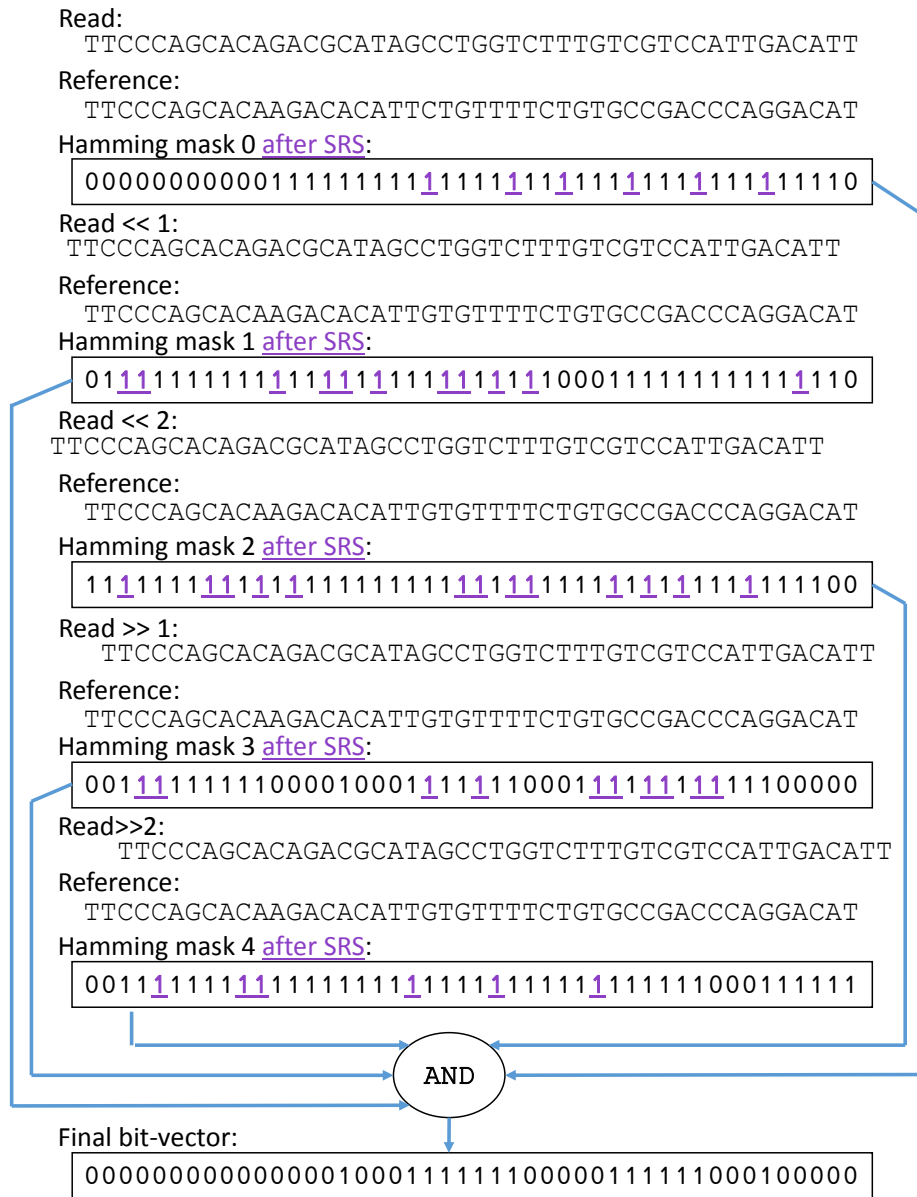 Read:
TTCCCAGCACAGACGCATAGCCTGGTCTTTGTCGTCCATTGACATT
Reference:
TTCCCAGCACAAGACACATTCTGTTTTCTGTGCCGACCCAGGACAT
Hamming mask 0 after SRS:
0000000000011111111111111111111111111111111110
Read << 1:
TTCCCAGCACAGACGCATAGCCTGGTCTTTGTCGTCCATTGACATT
Reference:
TTCCCAGCACAAGACACATTGTGTTTTCTGTGCCGACCCAGGACAT
Hamming mask 1 after SRS:
0111111111111111111111111111000111111111111110
Read << 2:
TTCCCAGCACAGACGCATAGCCTGGTCTTTGTCGTCCATTGACATT
Reference:
TTCCCAGCACAAGACACATTGTGTTTTCTGTGCCGACCCAGGACAT
Hamming mask 2 after SRS:
1111111111111111111111111111111111111111111100
Read >> 1:
TTCCCAGCACAGACGCATAGCCTGGTCTTTGTCGTCCATTGACATT
Reference:
TTCCCAGCACAAGACACATTGTGTTTTCTGTGCCGACCCAGGACAT
Hamming mask 3 after SRS:
0011111111100001000111111100011111111111100000
Read>>2:
TTCCCAGCACAGACGCATAGCCTGGTCTTTGTCGTCCATTGACATT
Reference:
TTCCCAGCACAAGACACATTGTGTTTTCTGTGCCGACCCAGGACAT
Hamming mask 4 after SRS:
0011111111111111111111111111111111111000111111
AND
Final bit-vector:
0000000000000001000111111100000111111000100000